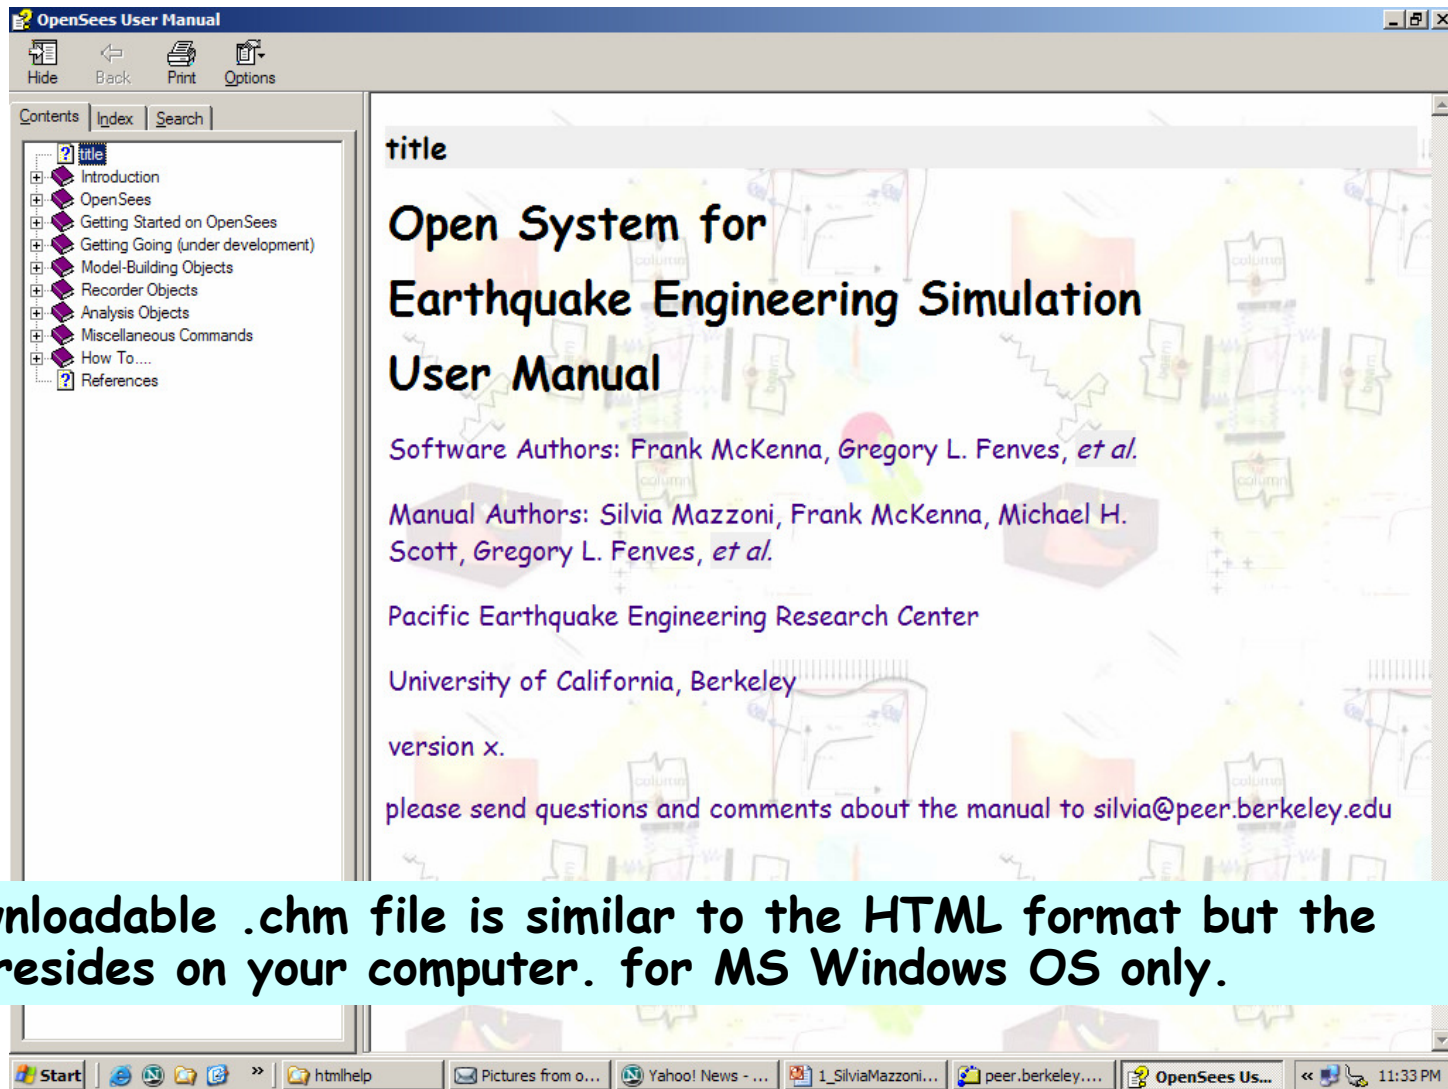 OpenSees User Manual
Hide Back Print Options
Contents Index Search
title
Introduction
OpenSees
Getting Started on OpenSees
Getting Going (under development)
Model-Building Objects
Recorder Objects
Analysis Objects
Miscellaneous Commands
How To....
References
title
Open System for
Earthquake Engineering Simulation
User Manual
Software Authors: Frank McKenna, Gregory L. Fenves, et al.
Manual Authors: Silvia Mazzoni, Frank McKenna, Michael H.
Scott, Gregory L. Fenves, et al.
Pacific Earthquake Engineering Research Center
University of California, Berkeley
version x.
please send questions and comments about the manual to silvia@peer.berkeley.edu
wnloadable .chm file is similar to the HTML format but the
resides on your computer. for MS Windows OS only.
Start » htmlhelp Pictures from o... Yahoo! News - ... 1_SilviaMazzoni... peer.berkeley.... OpenSees Us... « 11:33 PM